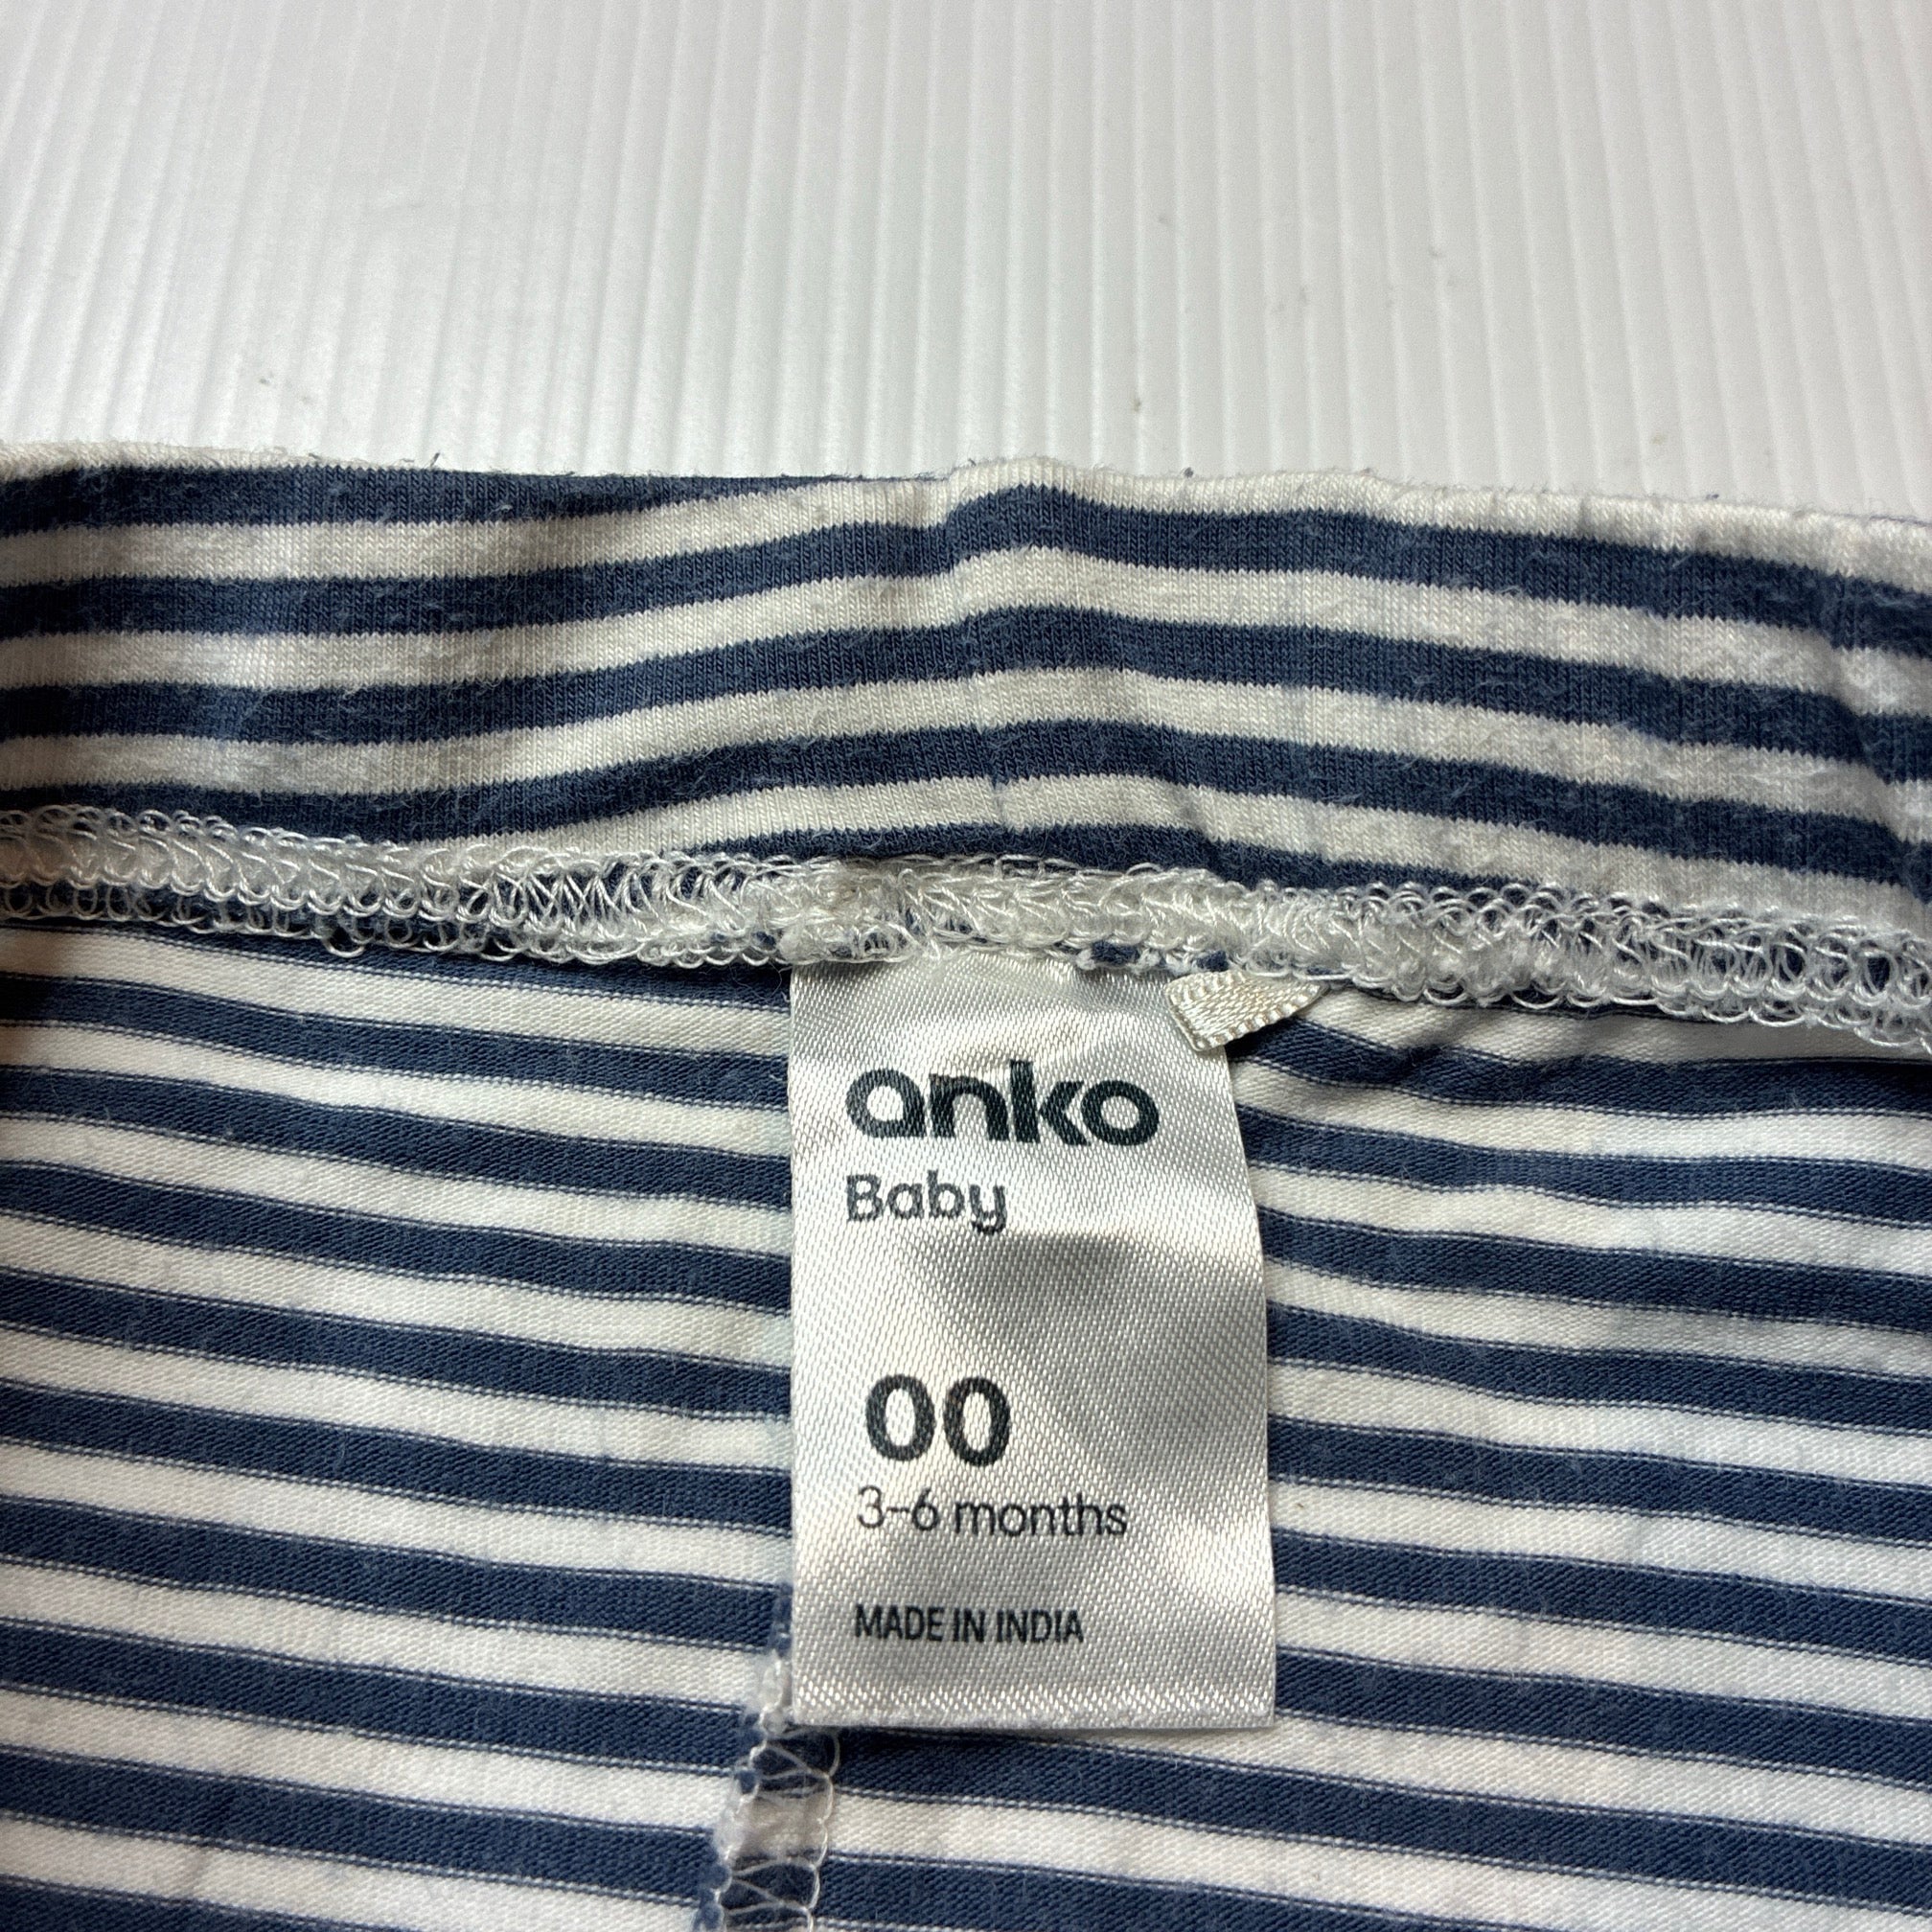 anko
Baby
00
3-6 months
MADE IN INDIA